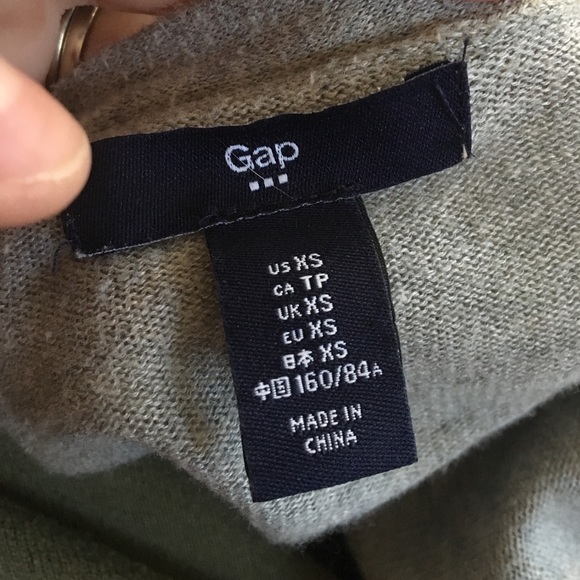 Gap
US XS
CA TP
UK XS
EU XS
日本 XS
中国 160/84A
MADE IN
CHINA